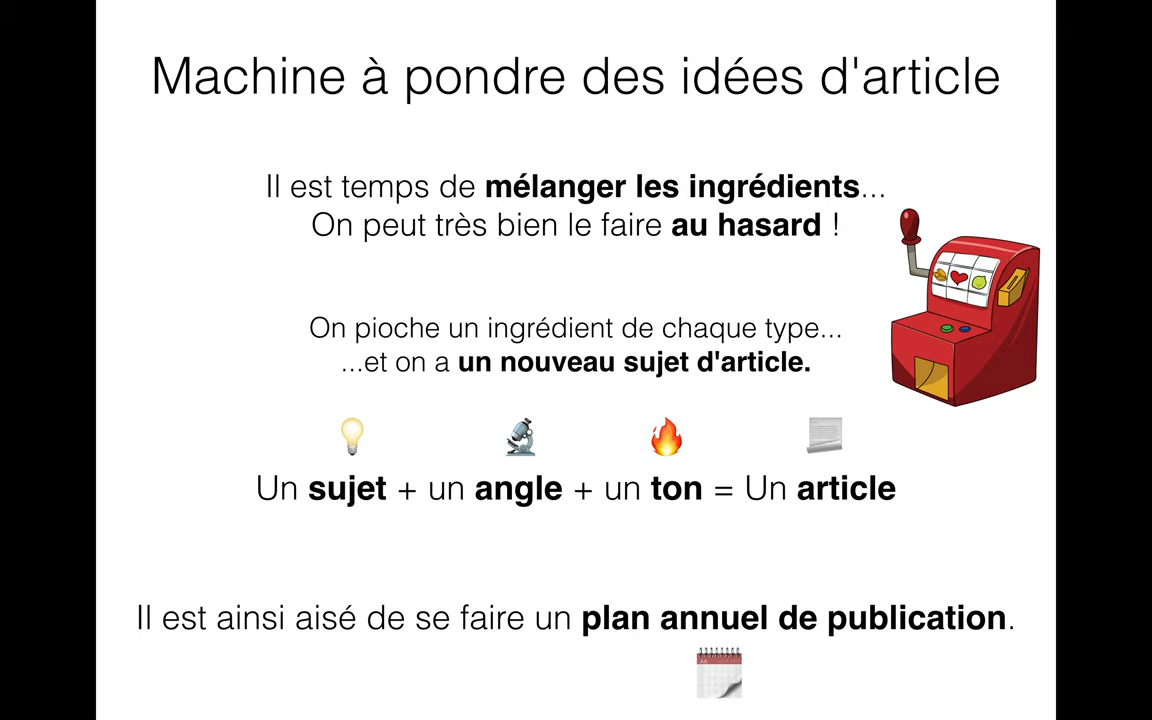 Machine à pondre des idées d'article
Il est temps de mélanger les ingrédients...
On peut très bien le faire au hasard !
On pioche un ingrédient de chaque type...
...et on a un nouveau sujet d'article.
Un sujet + un angle + un ton = Un article
Il est ainsi aisé de se faire un plan annuel de publication.